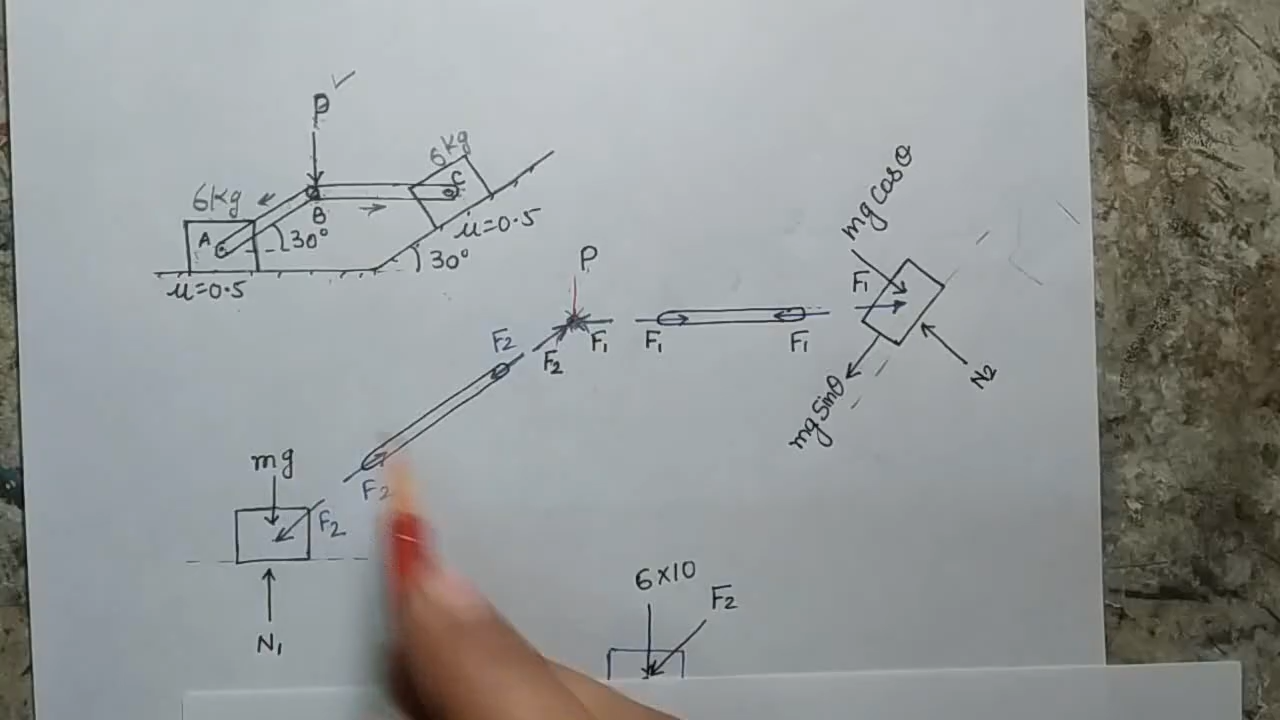 P
6kg
6kg
A
B
C
30°
μ=0.5
30°
μ=0.5
P
F₂
F₂
F₁
F₁
F₁
F₁
mg cosθ
mg sinθ
N₂
F₂
mg
F₂
N₁
6×10
F₂